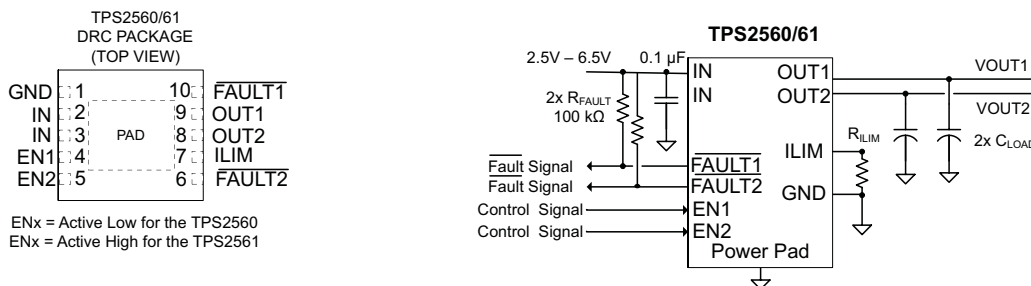 TPS2560/61
DRC PACKAGE
(TOP VIEW)
GND 1
IN 2
IN 3
EN1 4
EN2 5
PAD
10 FAULT1
9 OUT1
8 OUT2
7 ILIM
6 FAULT2
ENx = Active Low for the TPS2560
ENx = Active High for the TPS2561
TPS2560/61
2.5V – 6.5V
0.1 µF
2x RFAULT
100 kΩ
Fault Signal
Fault Signal
Control Signal
Control Signal
IN
IN
FAULT1
FAULT2
EN1
EN2
OUT1
OUT2
ILIM
GND
Power Pad
VOUT1
VOUT2
RILIM
2x CLOAD